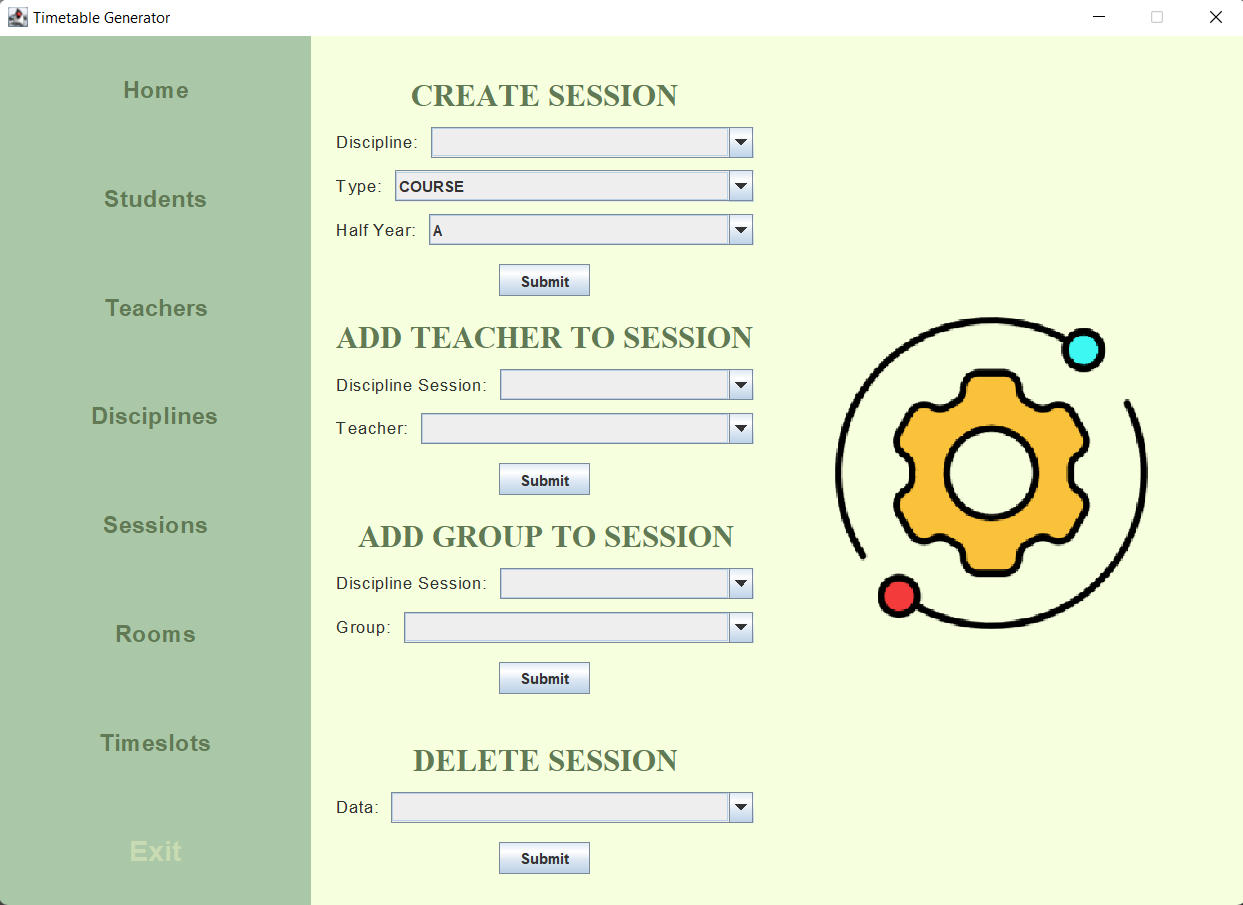 Timetable Generator
Home
Students
Teachers
Disciplines
Sessions
Rooms
Timeslots
Exit
CREATE SESSION
Discipline:
Type: COURSE
Half Year: A
Submit
ADD TEACHER TO SESSION
Discipline Session:
Teacher:
Submit
ADD GROUP TO SESSION
Discipline Session:
Group:
Submit
DELETE SESSION
Data:
Submit